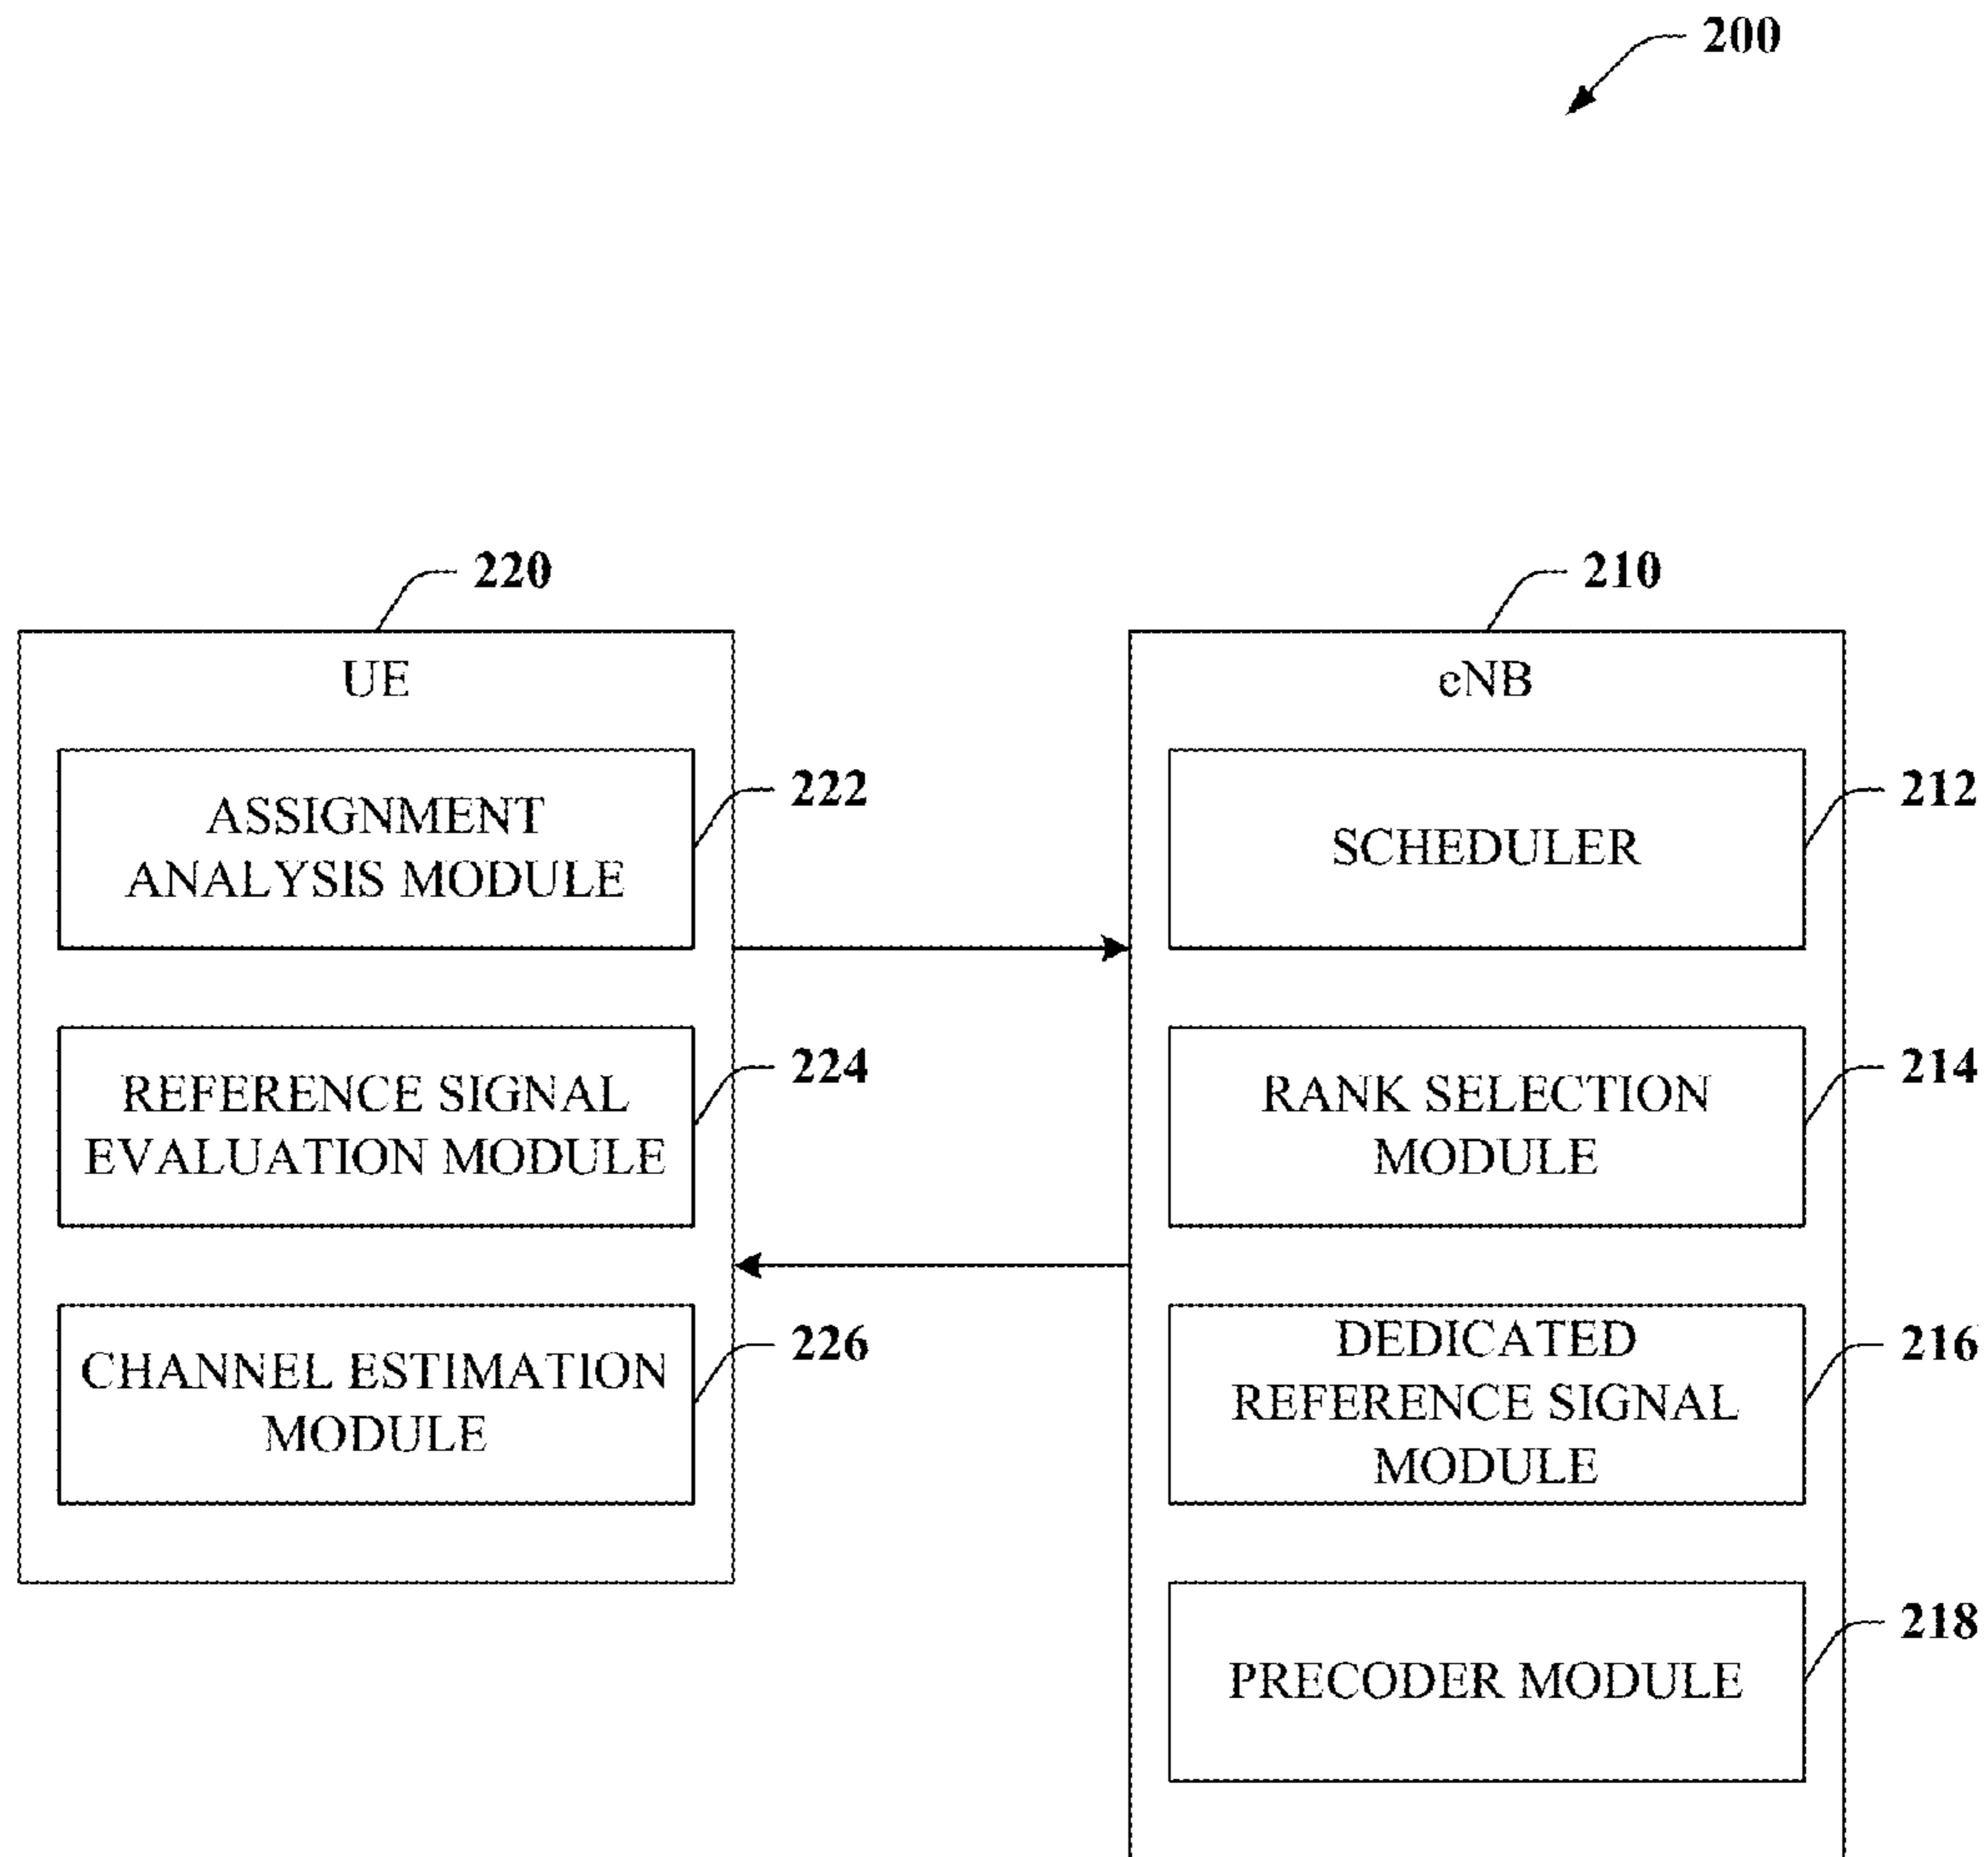 200
220
210
UE
eNB
ASSIGNMENT
ANALYSIS MODULE
222
SCHEDULER
212
REFERENCE SIGNAL
EVALUATION MODULE
224
RANK SELECTION
MODULE
214
CHANNEL ESTIMATION
MODULE
226
DEDICATED
REFERENCE SIGNAL
MODULE
216
PRECODER MODULE
218